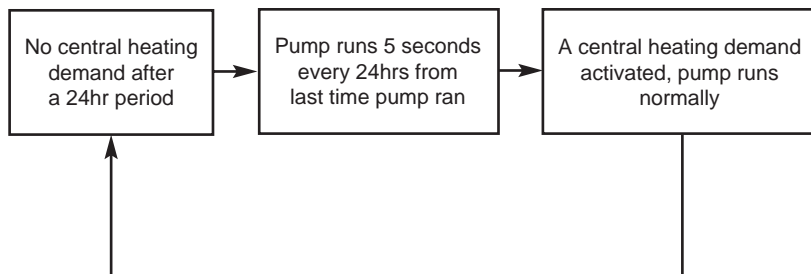 No central heating
demand after
a 24hr period
Pump runs 5 seconds
every 24hrs from
last time pump ran
A central heating demand
activated, pump runs
normally